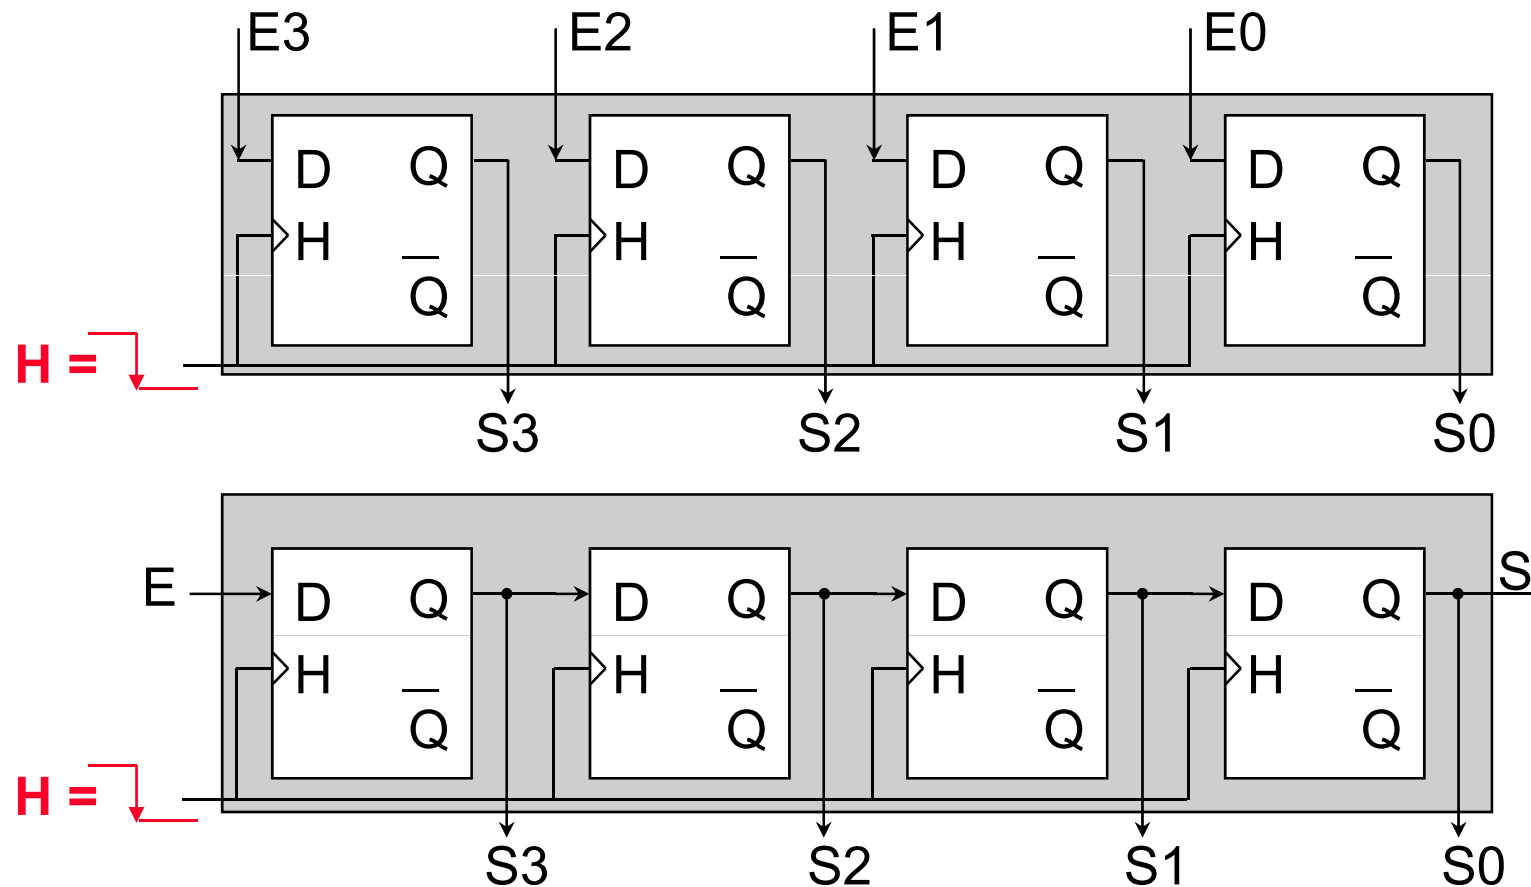 E3 E2 E1 E0
D Q D Q D Q D Q
H H H H
Q̅ Q̅ Q̅ Q̅
H =
S3 S2 S1 S0
E D Q D Q D Q D Q S
H H H H
Q̅ Q̅ Q̅ Q̅
H =
S3 S2 S1 S0